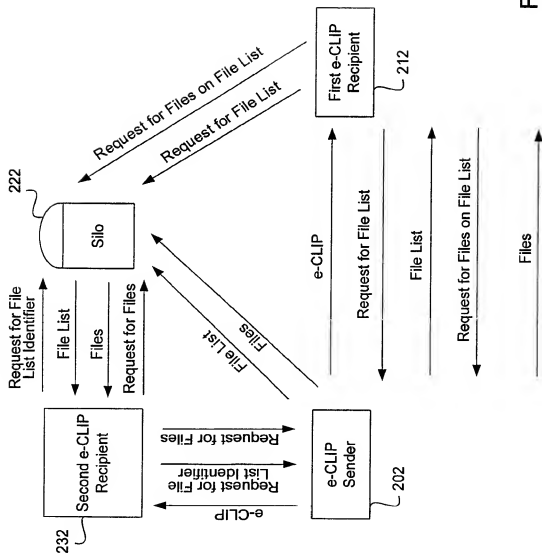 222
Silo
Request for File
List Identifier
File List
Files
Request for Files
Request for Files on File List
Request for File List
First e-CLIP
Recipient
212
Second e-CLIP
Recipient
232
File List
Files
e-CLIP
Request for File
List Identifier
Request for Files
e-CLIP
Sender
202
e-CLIP
Request for File List
File List
Request for Files on File List
Files